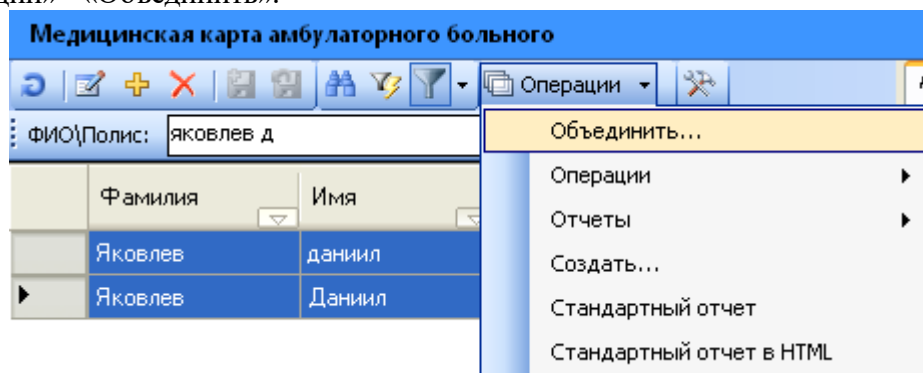 «Объединить».
Медицинская карта амбулаторного больного
Операции
ФИО\Полис: яковлев д
Объединить...
Операции
Отчеты
Создать...
Стандартный отчет
Стандартный отчет в HTML
Фамилия Имя
Яковлев даниил
Яковлев Даниил